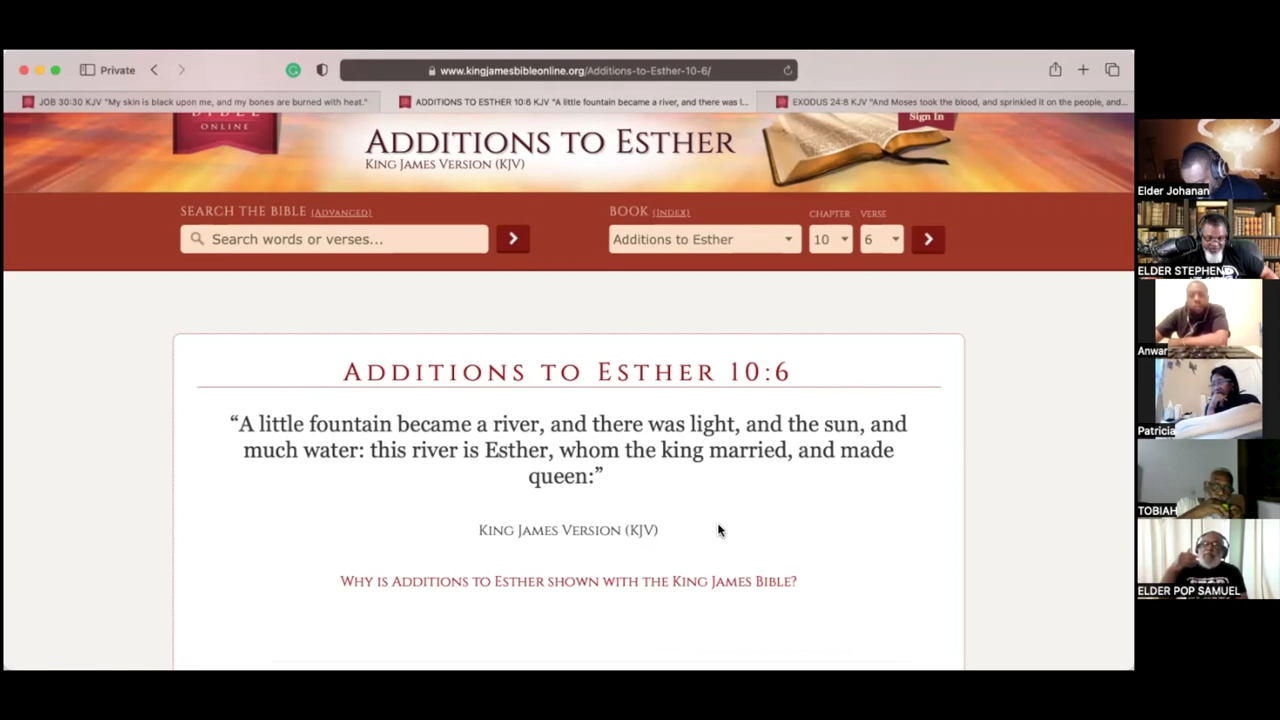 Private
www.kingjamesbibleonline.org/Additions-to-Esther-10-6/
JOB 30:30 KJV "My skin is black upon me, and my bones are burned with heat."
ADDITIONS TO ESTHER 10:6 KJV "A little fountain became a river, and there was l...
EXODUS 24:8 KJV "And Moses took the blood, and sprinkled it on the people, and...
BIBLE
ONLINE
ADDITIONS TO ESTHER
KING JAMES VERSION (KJV)
Sign In
SEARCH THE BIBLE (ADVANCED)
BOOK (INDEX)
CHAPTER
VERSE
Search words or verses...
Additions to Esther
10
6
ADDITIONS TO ESTHER 10:6
“A little fountain became a river, and there was light, and the sun, and
much water: this river is Esther, whom the king married, and made
queen:”
KING JAMES VERSION (KJV)
WHY IS ADDITIONS TO ESTHER SHOWN WITH THE KING JAMES BIBLE?
Elder Johanan
ELDER STEPHEN
Anwar
Patricia
TOBIAH
ELDER POP SAMUEL